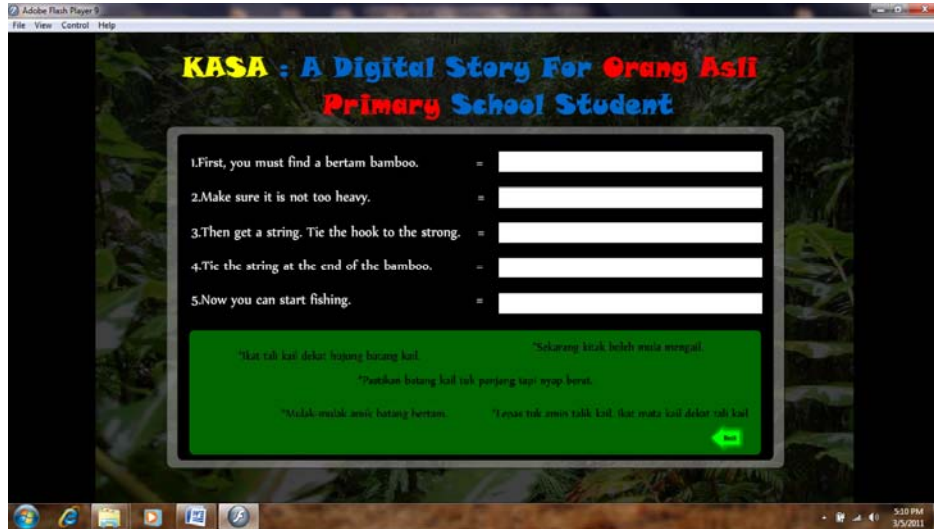 Adobe Flash Player 9
File View Control Help
KASA : A Digital Story For Orang Asli
Primary School Student
1.First, you must find a bertam bamboo. =
2.Make sure it is not too heavy. =
3.Then get a string. Tie the hook to the strong. =
4.Tie the string at the end of the bamboo. =
5.Now you can start fishing. =
"Ikat tali kail dekat hujung batang kail.
"Sekarang kitak boleh mula mengail.
"Pastikan batang kail tok panjang tapi nyap berat.
"Mulak-mulak amik batang bertam.
"Lepas tok amun talik kail. Ikat mata kail dekat tali kail
5:10 PM
3/5/2011